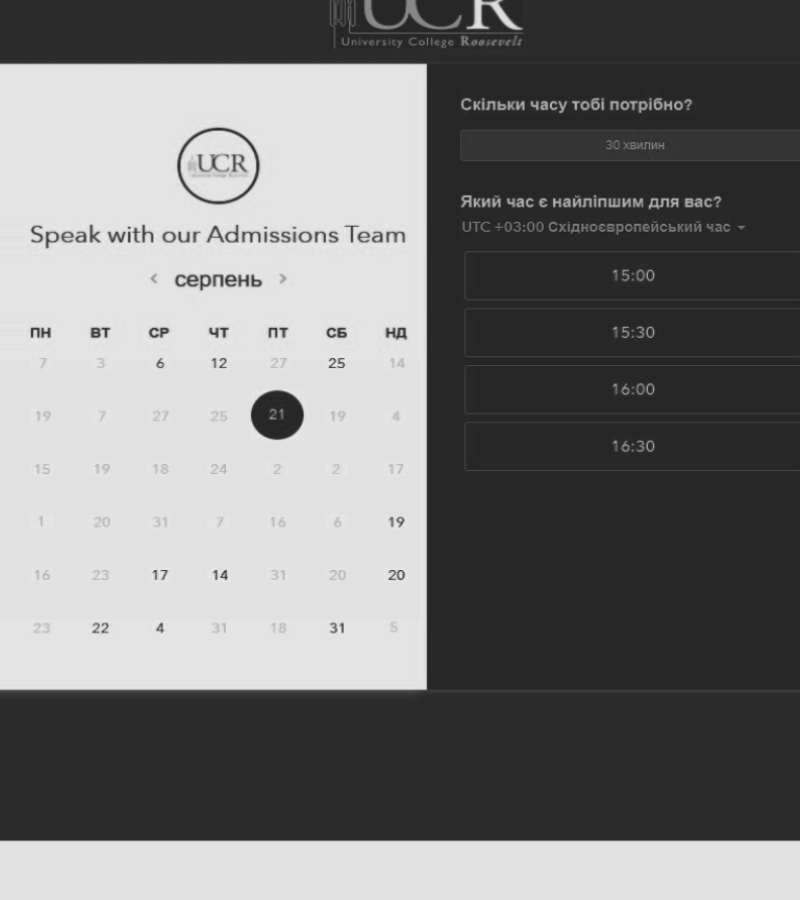 UCR
University College Roosevelt
UCR
Speak with our Admissions Team
‹ серпень ›
ПН ВТ СР ЧТ ПТ СБ НД
7 3 6 12 27 25 14
19 7 27 25 21 19 4
15 19 18 24 2 2 17
1 20 31 7 16 6 19
16 23 17 14 31 20 20
23 22 4 31 18 31 5
Скільки часу тобі потрібно?
30 хвилин
Який час є найліпшим для вас?
UTC +03:00 Східноєвропейський час
15:00
15:30
16:00
16:30